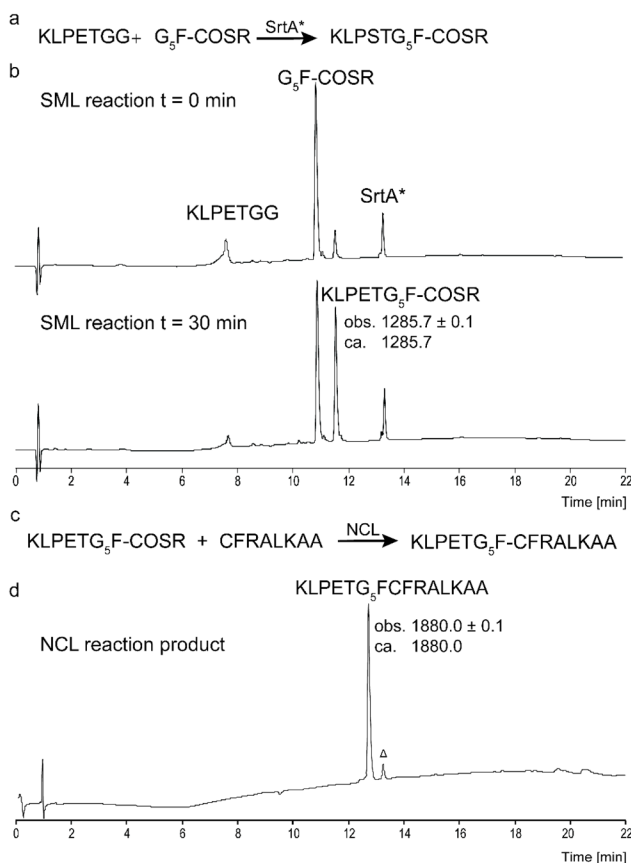 a
SrtA*
KLPETGG+ G₅F-COSR KLPSTG₅F-COSR
b
SML reaction t = 0 min
G₅F-COSR
KLPETGG
SrtA*
SML reaction t = 30 min
KLPETG₅F-COSR
obs. 1285.7 ± 0.1
ca. 1285.7
0 2 4 6 8 10 12 14 16 18 20 22
Time [min]
c
NCL
KLPETG₅F-COSR + CFRALKAA KLPETG₅F-CFRALKAA
d
KLPETG₅FCFRALKAA
NCL reaction product
obs. 1880.0 ± 0.1
ca. 1880.0
Δ
0 2 4 6 8 10 12 14 16 18 20 22
Time [min]